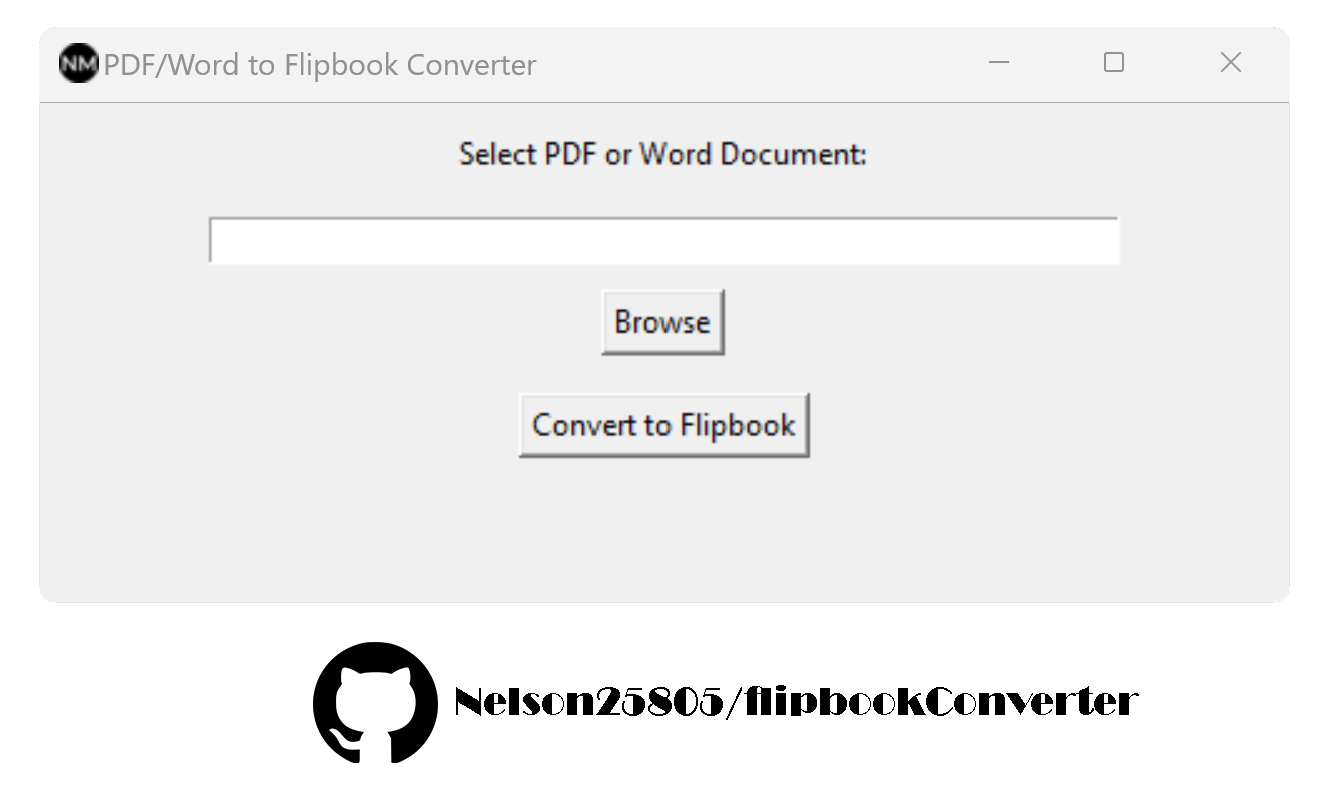 NM PDF/Word to Flipbook Converter
Select PDF or Word Document:
Browse
Convert to Flipbook
Nelson25805/flipbookConverter